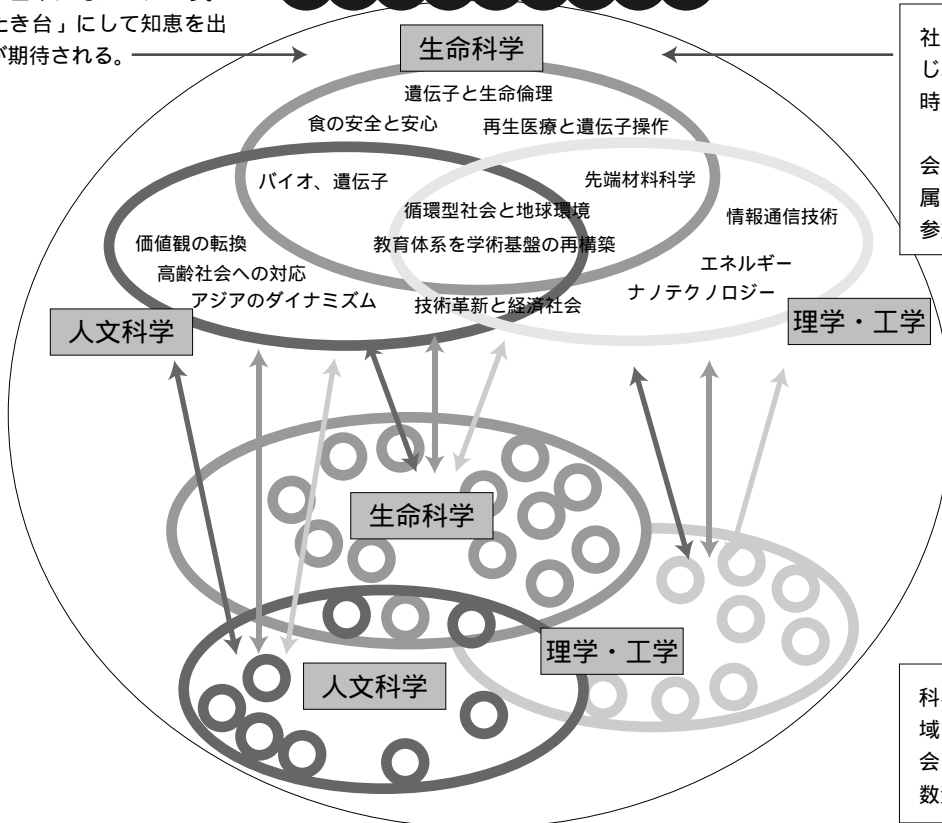 たき台」にして知恵を出
が期待される。
生命科学
遺伝子と生命倫理
食の安全と安心
再生医療と遺伝子操作
バイオ、遺伝子
先端材料科学
循環型社会と地球環境
情報通信技術
価値観の転換
教育体系を学術基盤の再構築
高齢社会への対応
エネルギー
アジアのダイナミズム
技術革新と経済社会
ナノテクノロジー
人文科学
理学・工学
生命科学
理学・工学
人文科学
社
じ
時
会
属
参
科
域
会
数